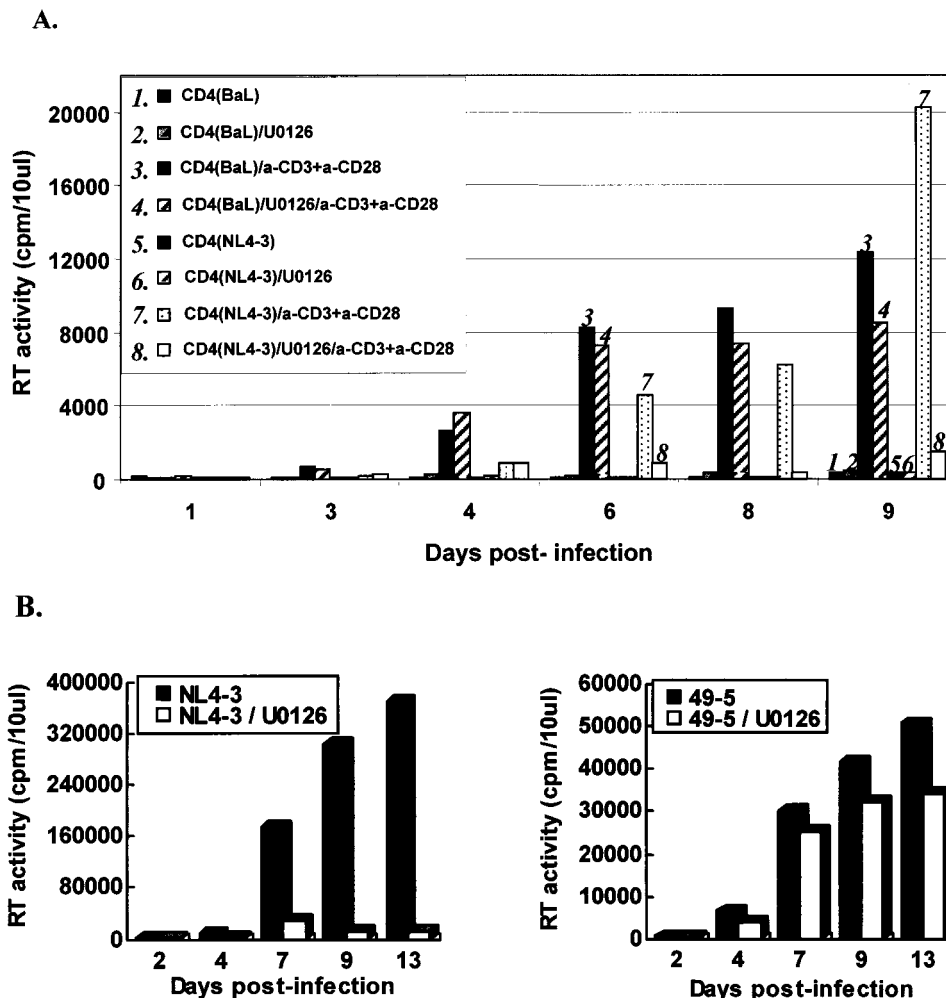 A.
RT activity (cpm/10ul)
20000
16000
12000
8000
4000
0
1. CD4(BaL)
2. CD4(BaL)/U0126
3. CD4(BaL)/a-CD3+a-CD28
4. CD4(BaL)/U0126/a-CD3+a-CD28
5. CD4(NL4-3)
6. CD4(NL4-3)/U0126
7. CD4(NL4-3)/a-CD3+a-CD28
8. CD4(NL4-3)/U0126/a-CD3+a-CD28
3 4 7 8
1 2 3 4 5 6 7 8
1 3 4 6 8 9
Days post- infection
B.
RT activity (cpm/10ul)
400000
320000
240000
160000
80000
0
NL4-3
NL4-3 / U0126
2 4 7 9 13
Days post-infection
RT activity (cpm/10ul)
60000
50000
40000
30000
20000
10000
0
49-5
49-5 / U0126
2 4 7 9 13
Days post-infection